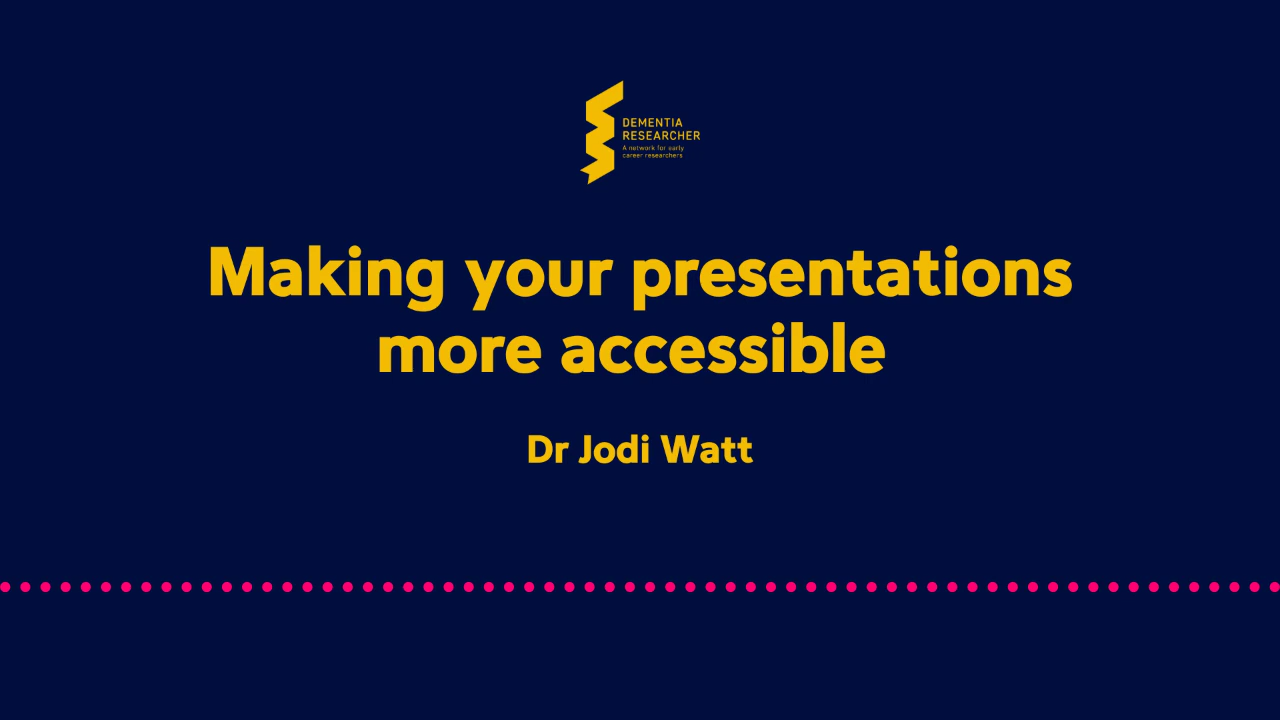 DEMENTIA
RESEARCHER
A network for early
career researchers
Making your presentations
more accessible
Dr Jodi Watt